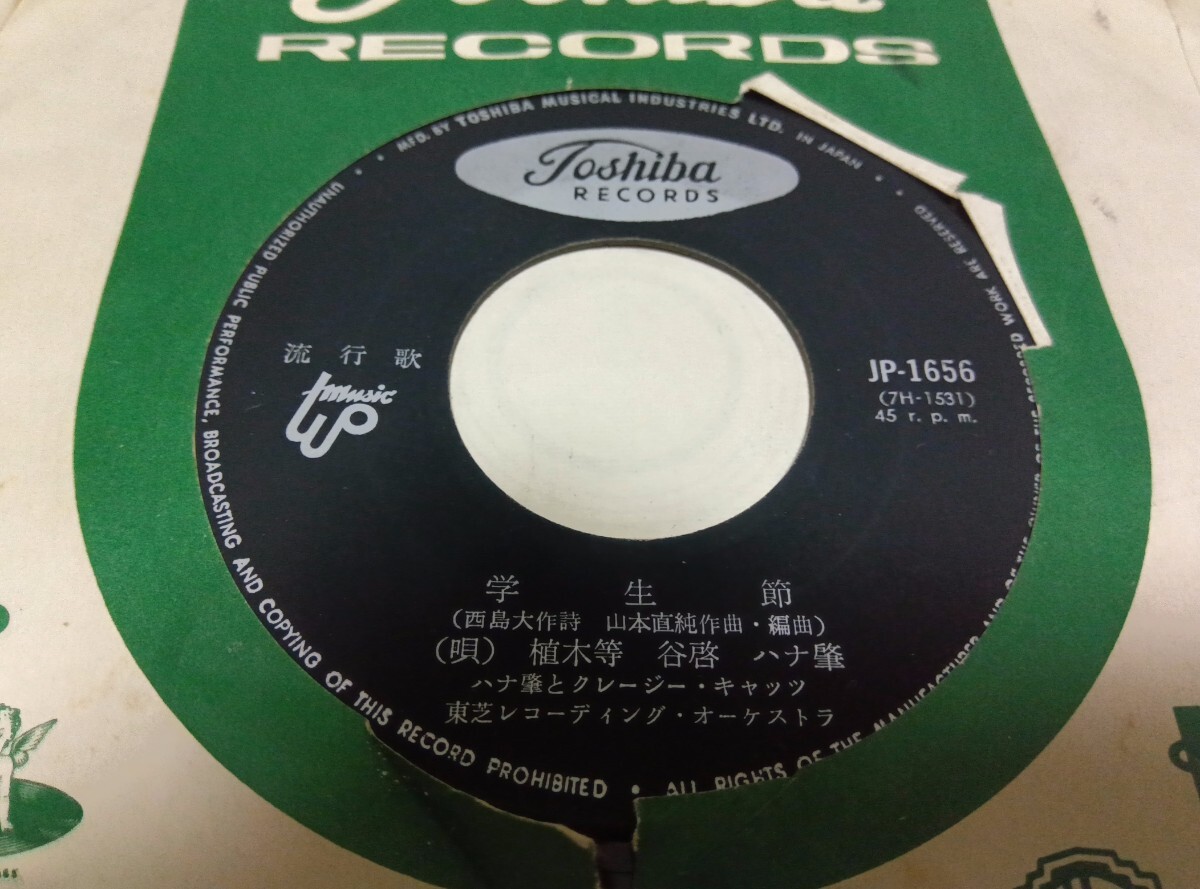 Toshiba
RECORDS
MFD. BY TOSHIBA MUSICAL INDUSTRIES LTD. IN JAPAN
Toshiba
RECORDS
流行歌
music
JP-1656
(7H-1531)
45 r. p. m.
学生節
(西島大作詩 山本直純作曲・編曲)
(唄) 植木等 谷啓 ハナ肇
ハナ肇とクレージー・キャッツ
東芝レコーディング・オーケストラ
UNAUTHORIZED PUBLIC PERFORMANCE, BROADCASTING AND COPYING OF THIS RECORD PROHIBITED • ALL RIGHTS OF THE MANUFACTURER AND OF THE OWNER OF THE RECORDED WORK ARE RESERVED